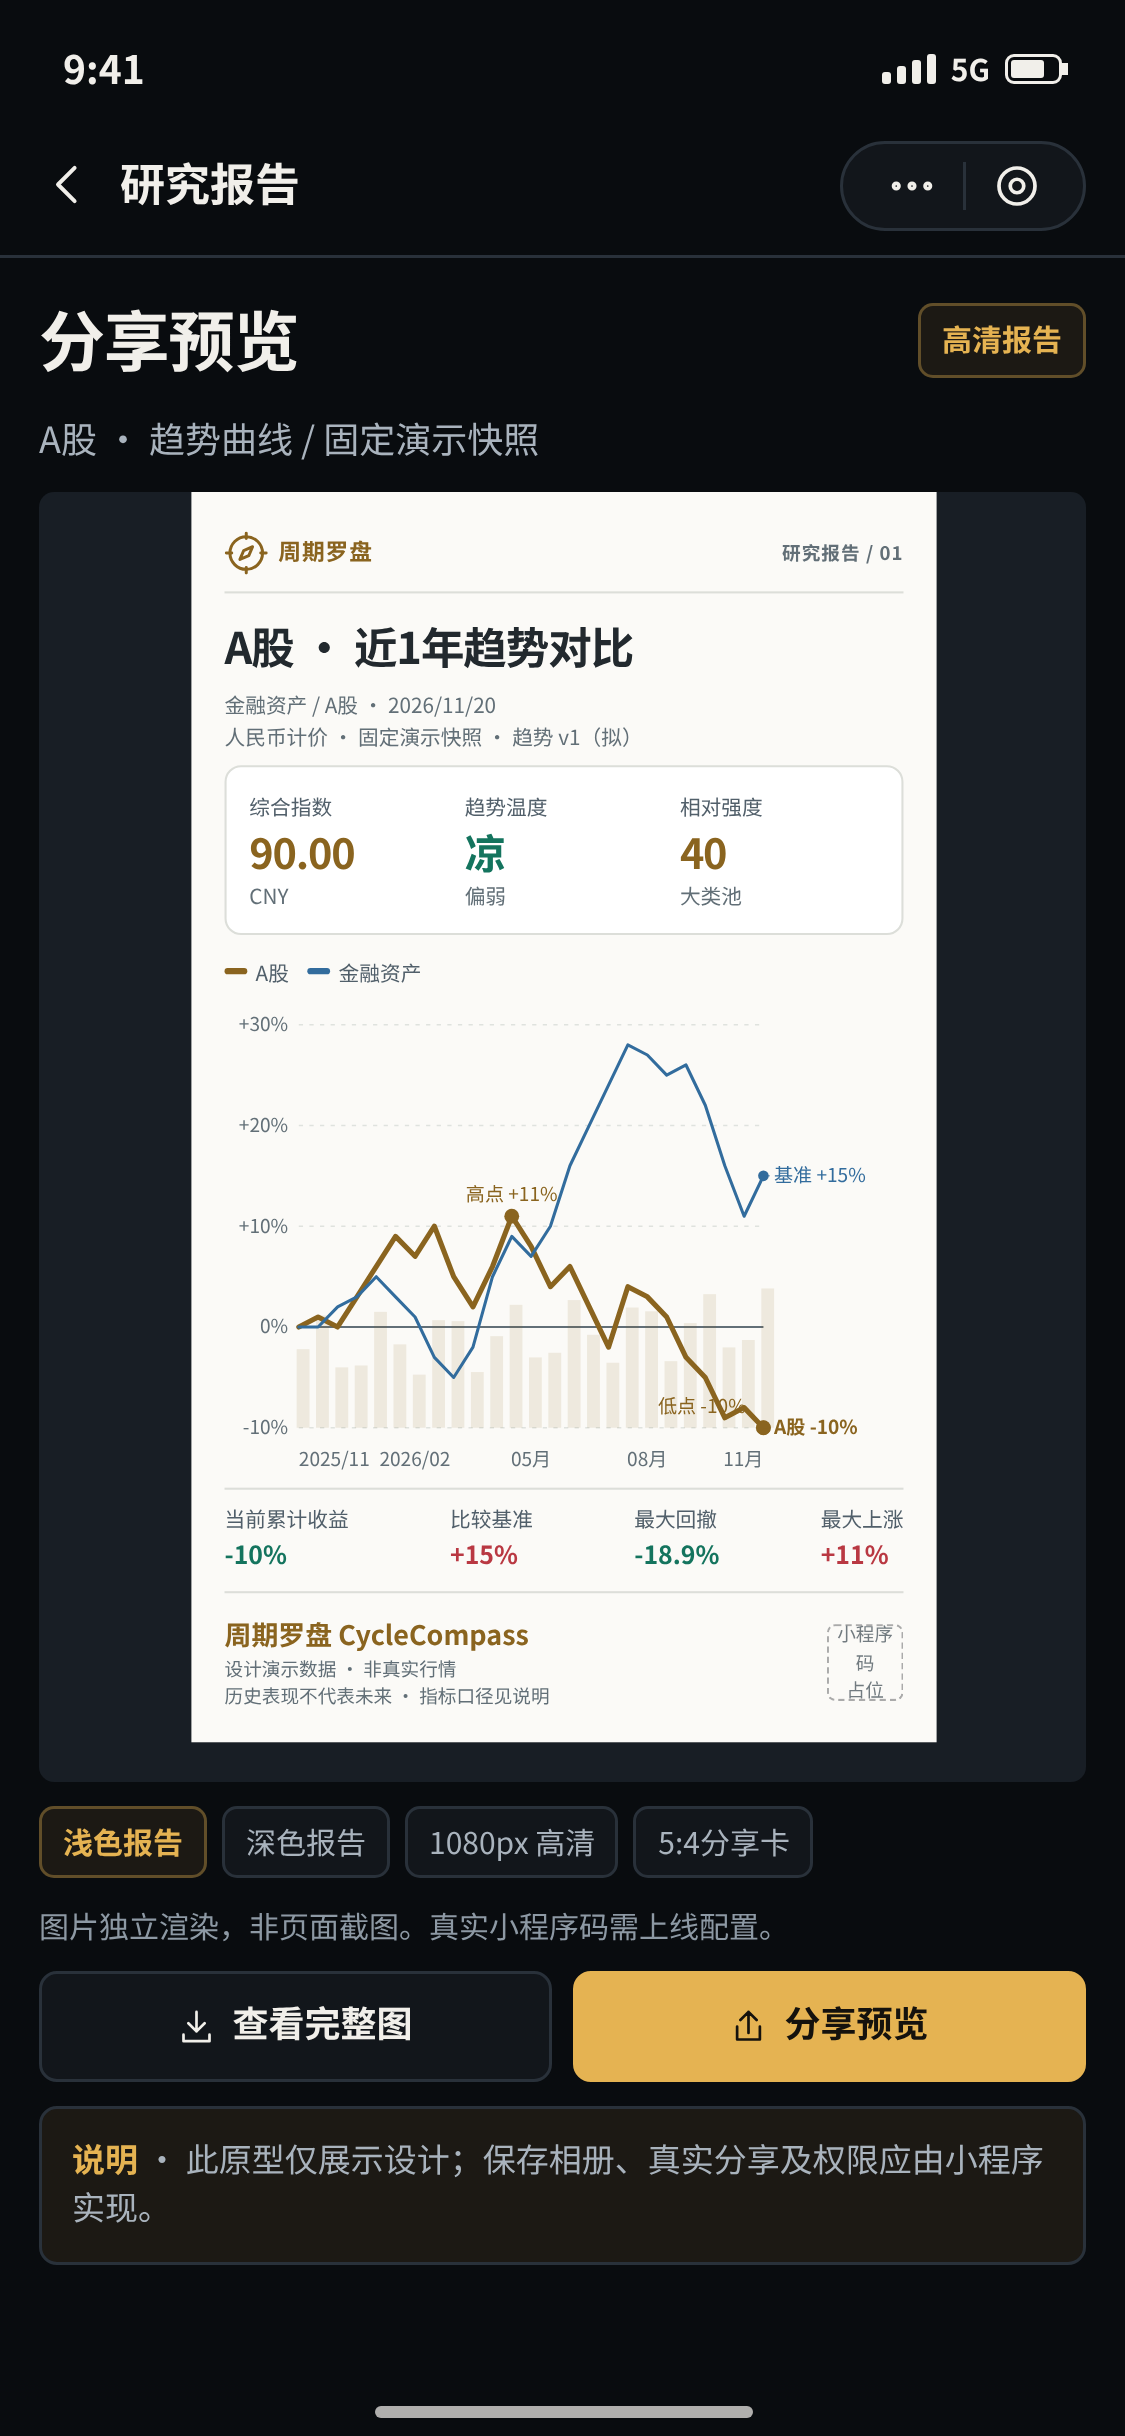 9:41
5G
研究报告
分享预览
高清报告
A股 · 趋势曲线 / 固定演示快照
周期罗盘
研究报告 / 01
A股 · 近1年趋势对比
金融资产 / A股 · 2026/11/20
人民币计价 · 固定演示快照 · 趋势 v1（拟）
综合指数 趋势温度 相对强度
90.00 凉 40
CNY 偏弱 大类池
A股 金融资产
+30%
+20%
基准 +15%
高点 +11%
+10%
0%
低点 -10%
-10%
A股 -10%
2025/11 2026/02 05月 08月 11月
当前累计收益 比较基准 最大回撤 最大上涨
-10% +15% -18.9% +11%
周期罗盘 CycleCompass
设计演示数据 · 非真实行情
历史表现不代表未来 · 指标口径见说明
小程序
码
占位
浅色报告 深色报告 1080px 高清 5:4分享卡
图片独立渲染，非页面截图。真实小程序码需上线配置。
查看完整图 分享预览
说明 · 此原型仅展示设计；保存相册、真实分享及权限应由小程序
实现。